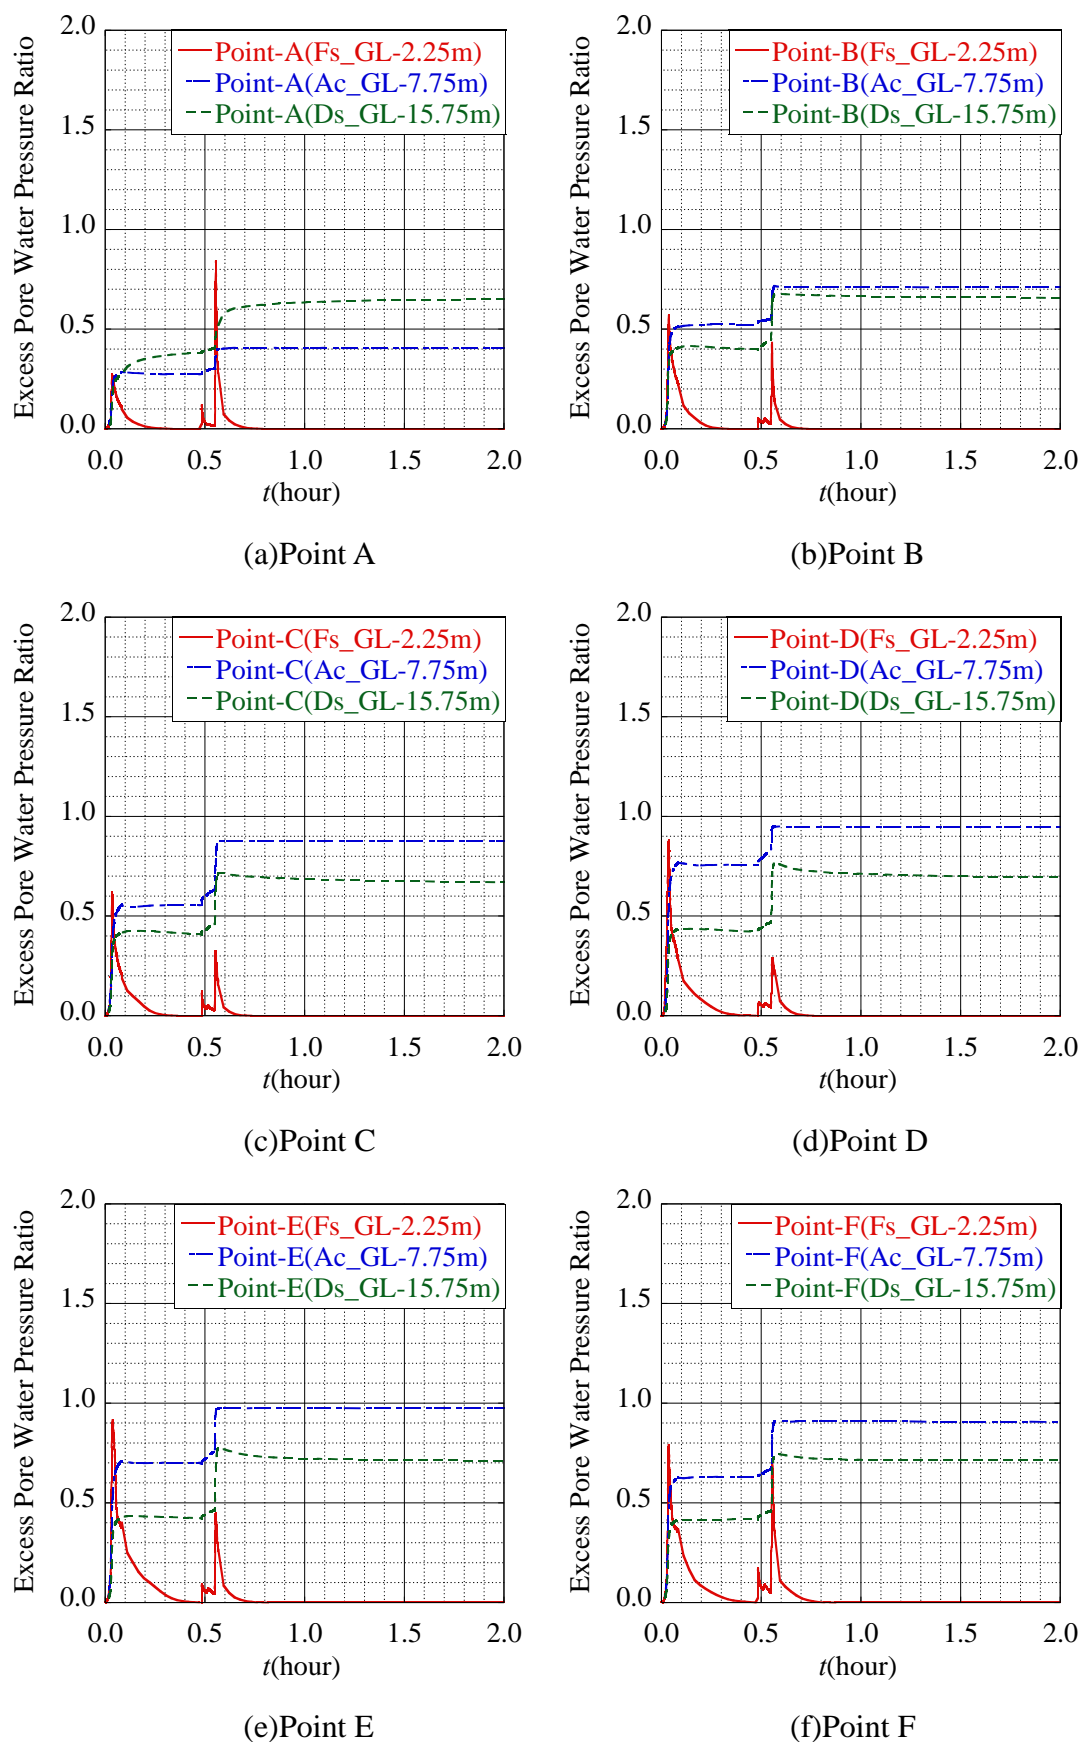 2.0
1.5
1.0
0.5
0.0
Excess Pore Water Pressure Ratio
Point-A(Fs_GL-2.25m)
Point-A(Ac_GL-7.75m)
Point-A(Ds_GL-15.75m)
0.0 0.5 1.0 1.5 2.0
t(hour)
(a)Point A
2.0
1.5
1.0
0.5
0.0
Excess Pore Water Pressure Ratio
Point-B(Fs_GL-2.25m)
Point-B(Ac_GL-7.75m)
Point-B(Ds_GL-15.75m)
0.0 0.5 1.0 1.5 2.0
t(hour)
(b)Point B
2.0
1.5
1.0
0.5
0.0
Excess Pore Water Pressure Ratio
Point-C(Fs_GL-2.25m)
Point-C(Ac_GL-7.75m)
Point-C(Ds_GL-15.75m)
0.0 0.5 1.0 1.5 2.0
t(hour)
(c)Point C
2.0
1.5
1.0
0.5
0.0
Excess Pore Water Pressure Ratio
Point-D(Fs_GL-2.25m)
Point-D(Ac_GL-7.75m)
Point-D(Ds_GL-15.75m)
0.0 0.5 1.0 1.5 2.0
t(hour)
(d)Point D
2.0
1.5
1.0
0.5
0.0
Excess Pore Water Pressure Ratio
Point-E(Fs_GL-2.25m)
Point-E(Ac_GL-7.75m)
Point-E(Ds_GL-15.75m)
0.0 0.5 1.0 1.5 2.0
t(hour)
(e)Point E
2.0
1.5
1.0
0.5
0.0
Excess Pore Water Pressure Ratio
Point-F(Fs_GL-2.25m)
Point-F(Ac_GL-7.75m)
Point-F(Ds_GL-15.75m)
0.0 0.5 1.0 1.5 2.0
t(hour)
(f)Point F